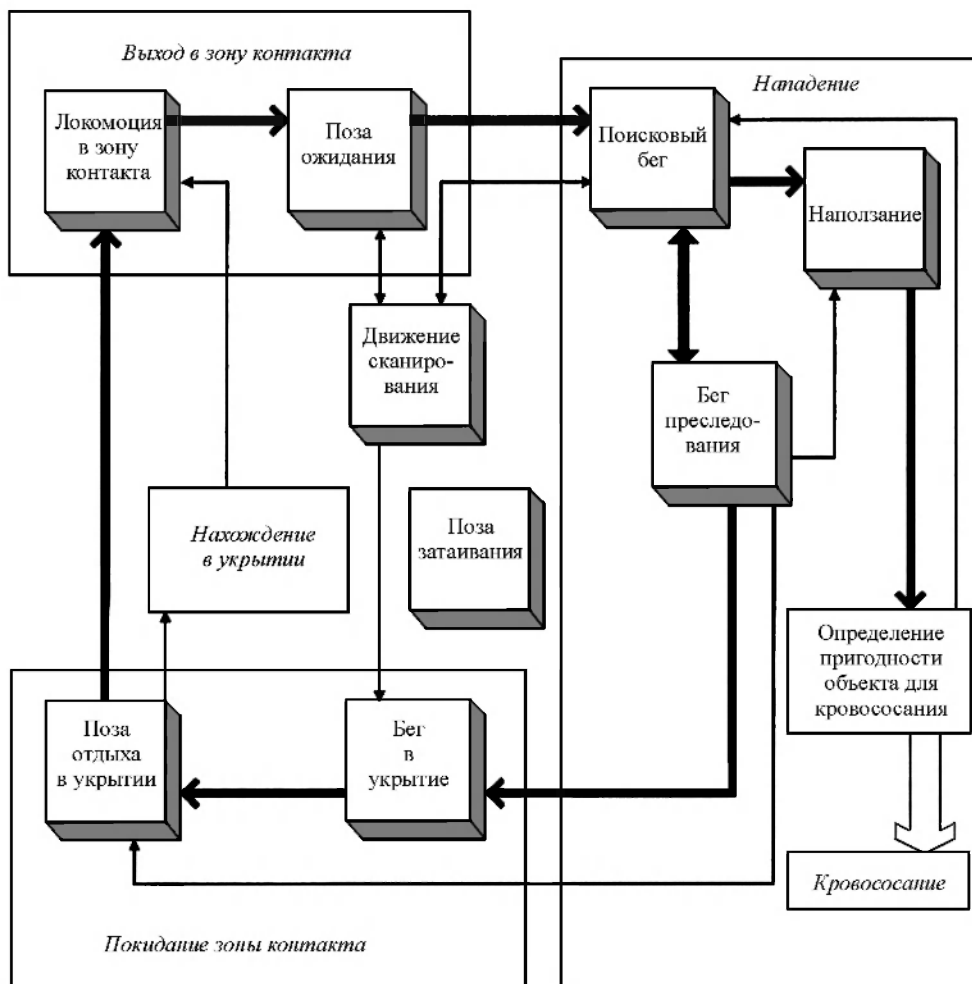 Выход в зону контакта
Локомоция
в зону
контакта
Поза
ожидания
Нападение
Поисковый
бег
Наползание
Движение
сканиро-
вания
Бег
преследо-
вания
Нахождение
в укрытии
Поза
затаивания
Определение
пригодности
объекта для
кровососания
Поза
отдыха
в укрытии
Бег
в
укрытие
Кровососание
Покидание зоны контакта